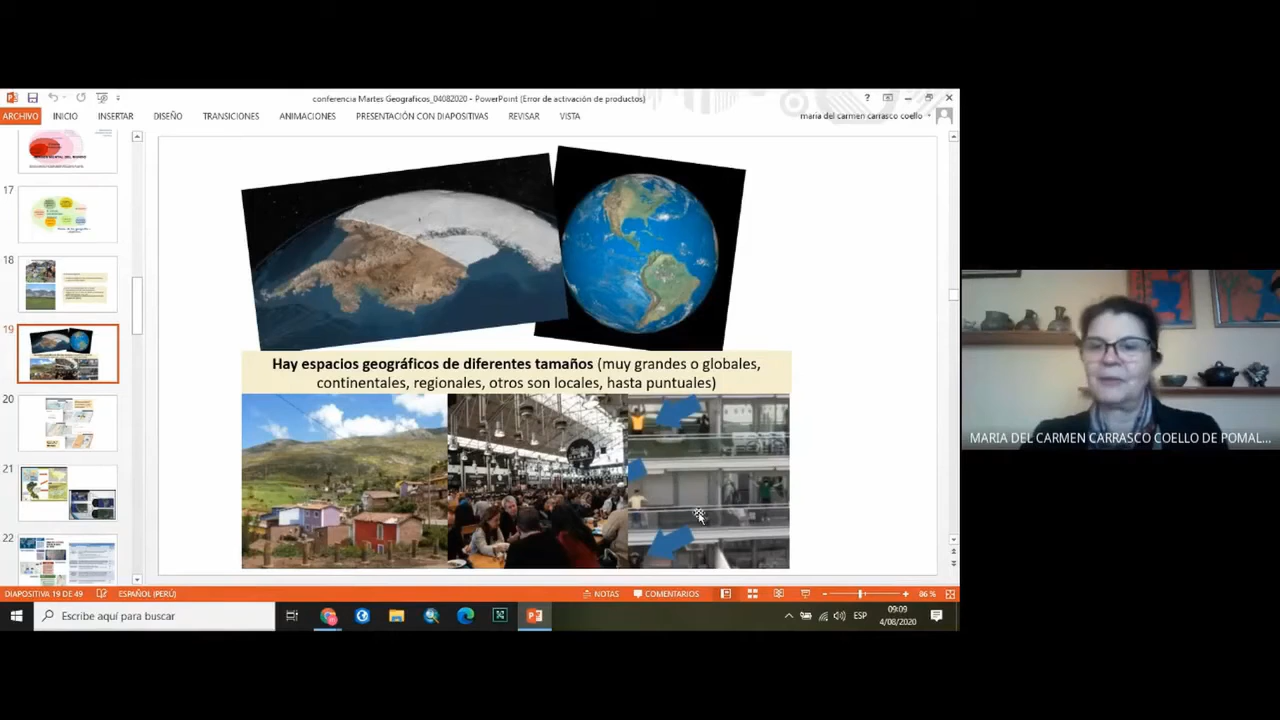 conferencia Martes Geograficos_04082020 - PowerPoint (Error de activación de productos)
ARCHIVO INICIO INSERTAR DISEÑO TRANSICIONES ANIMACIONES PRESENTACIÓN CON DIAPOSITIVAS REVISAR VISTA
maria del carmen carrasco coello
17
18
19
20
21
22
Hay espacios geográficos de diferentes tamaños (muy grandes o globales,
continentales, regionales, otros son locales, hasta puntuales)
MARIA DEL CARMEN CARRASCO COELLO DE POMAL...
DIAPOSITIVA 19 DE 49 ESPAÑOL (PERÚ) NOTAS COMENTARIOS 86 %
Escribe aquí para buscar
ESP
09:09
4/08/2020